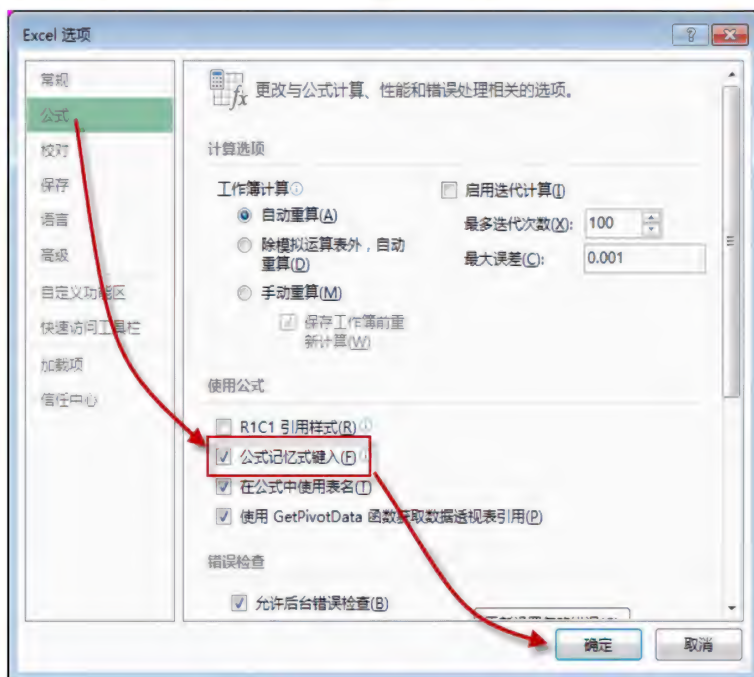 Excel 选项
常规
公式
校对
保存
语言
高级
自定义功能区
快速访问工具栏
加载项
信任中心
更改与公式计算、性能和错误处理相关的选项。
计算选项
工作簿计算
自动重算(A)
除模拟运算表外，自动
重算(D)
手动重算(M)
保存工作簿前重
新计算(W)
启用迭代计算(I)
最多迭代次数(X): 100
最大误差(C): 0.001
使用公式
R1C1 引用样式(R)
公式记忆式键入(F)
在公式中使用表名(T)
使用 GetPivotData 函数获取数据透视表引用(P)
错误检查
允许后台错误检查(B)
确定
取消